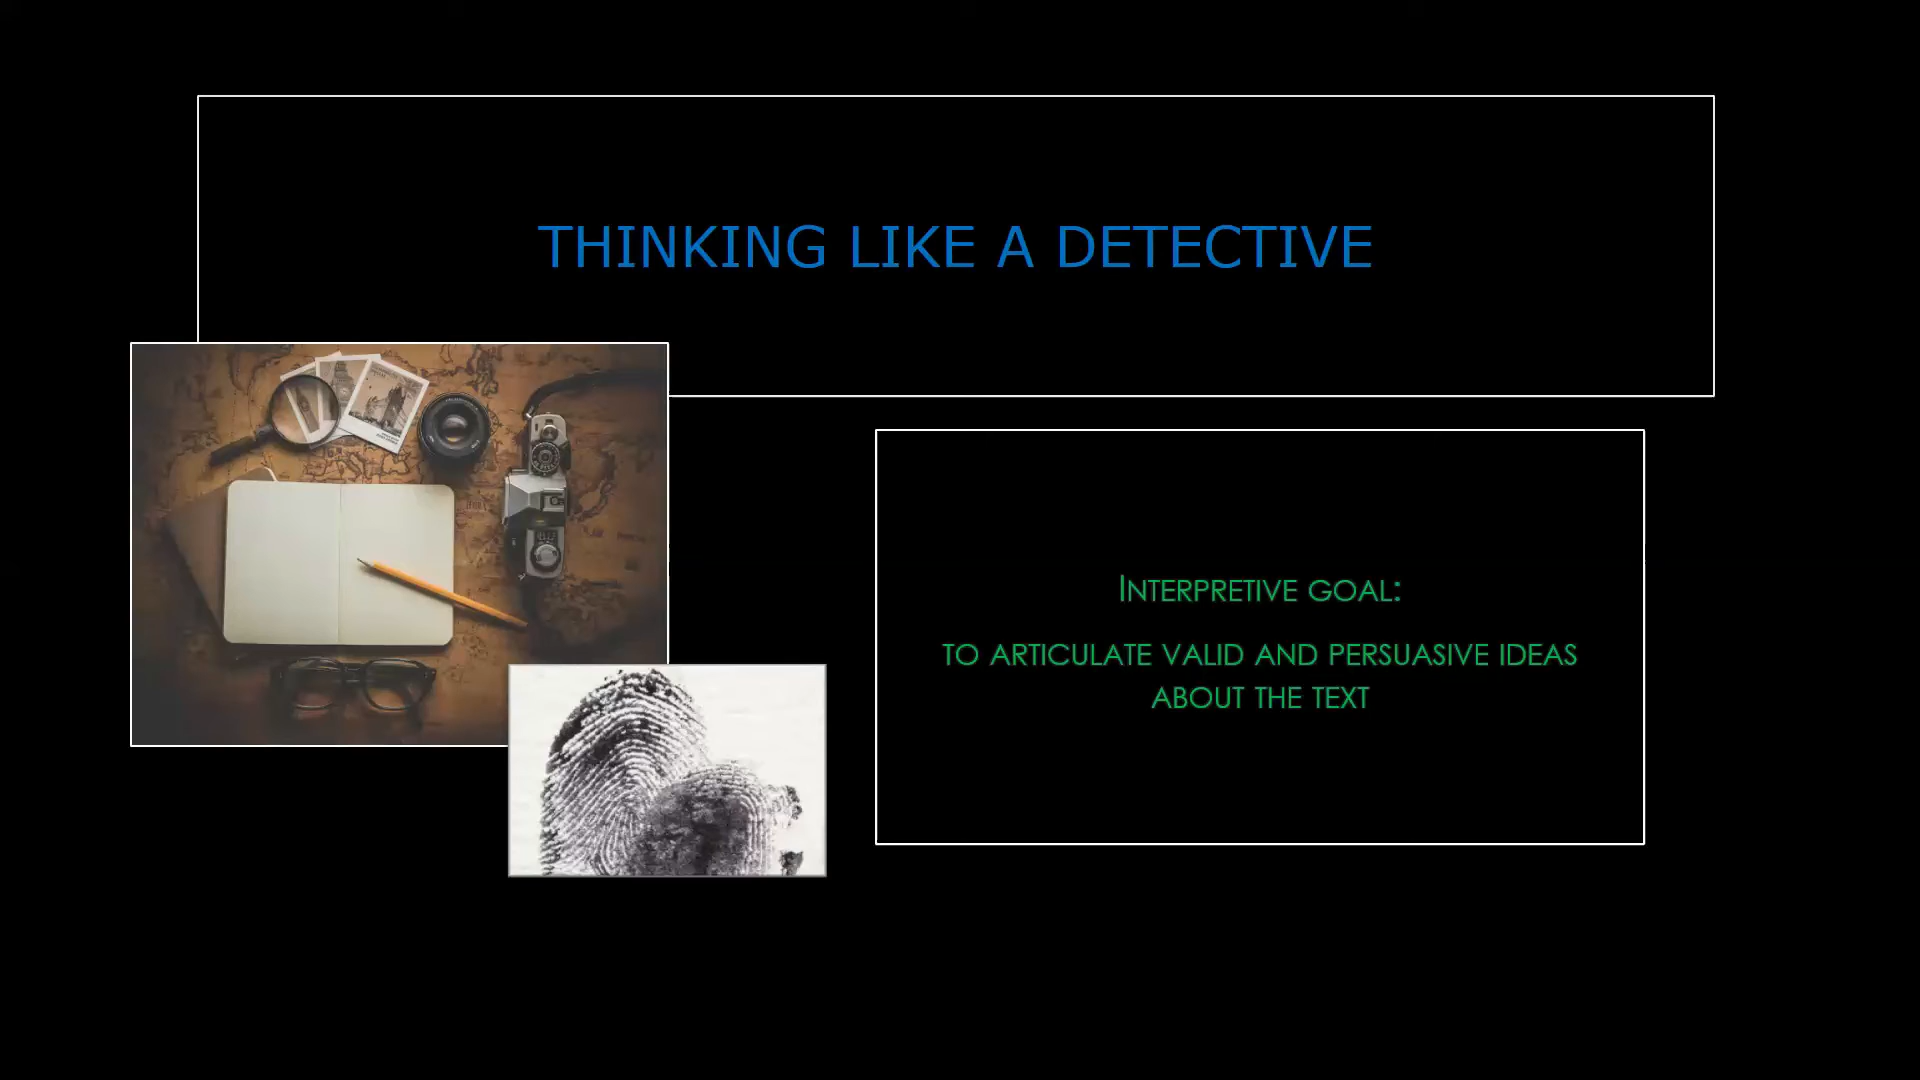 THINKING LIKE A DETECTIVE
INTERPRETIVE GOAL:
TO ARTICULATE VALID AND PERSUASIVE IDEAS
ABOUT THE TEXT